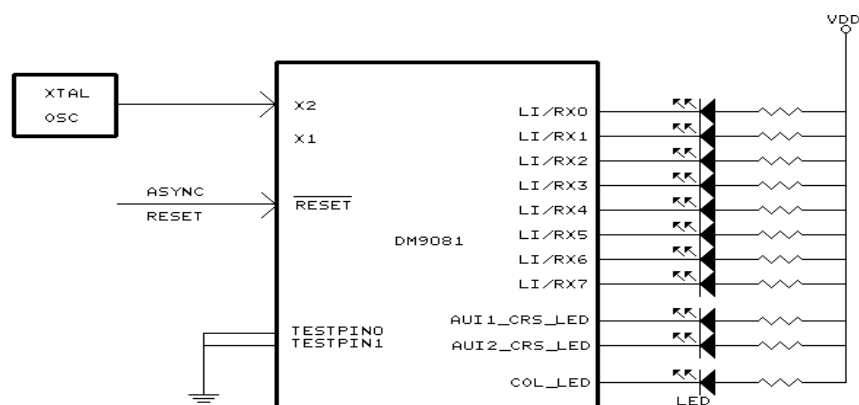 VDD
XTAL
OSC
X2
X1
ASYNC
RESET
RESET
DM9081
LI/RX0
LI/RX1
LI/RX2
LI/RX3
LI/RX4
LI/RX5
LI/RX6
LI/RX7
TESTPIN0
TESTPIN1
AUI1_CRS_LED
AUI2_CRS_LED
COL_LED
LED